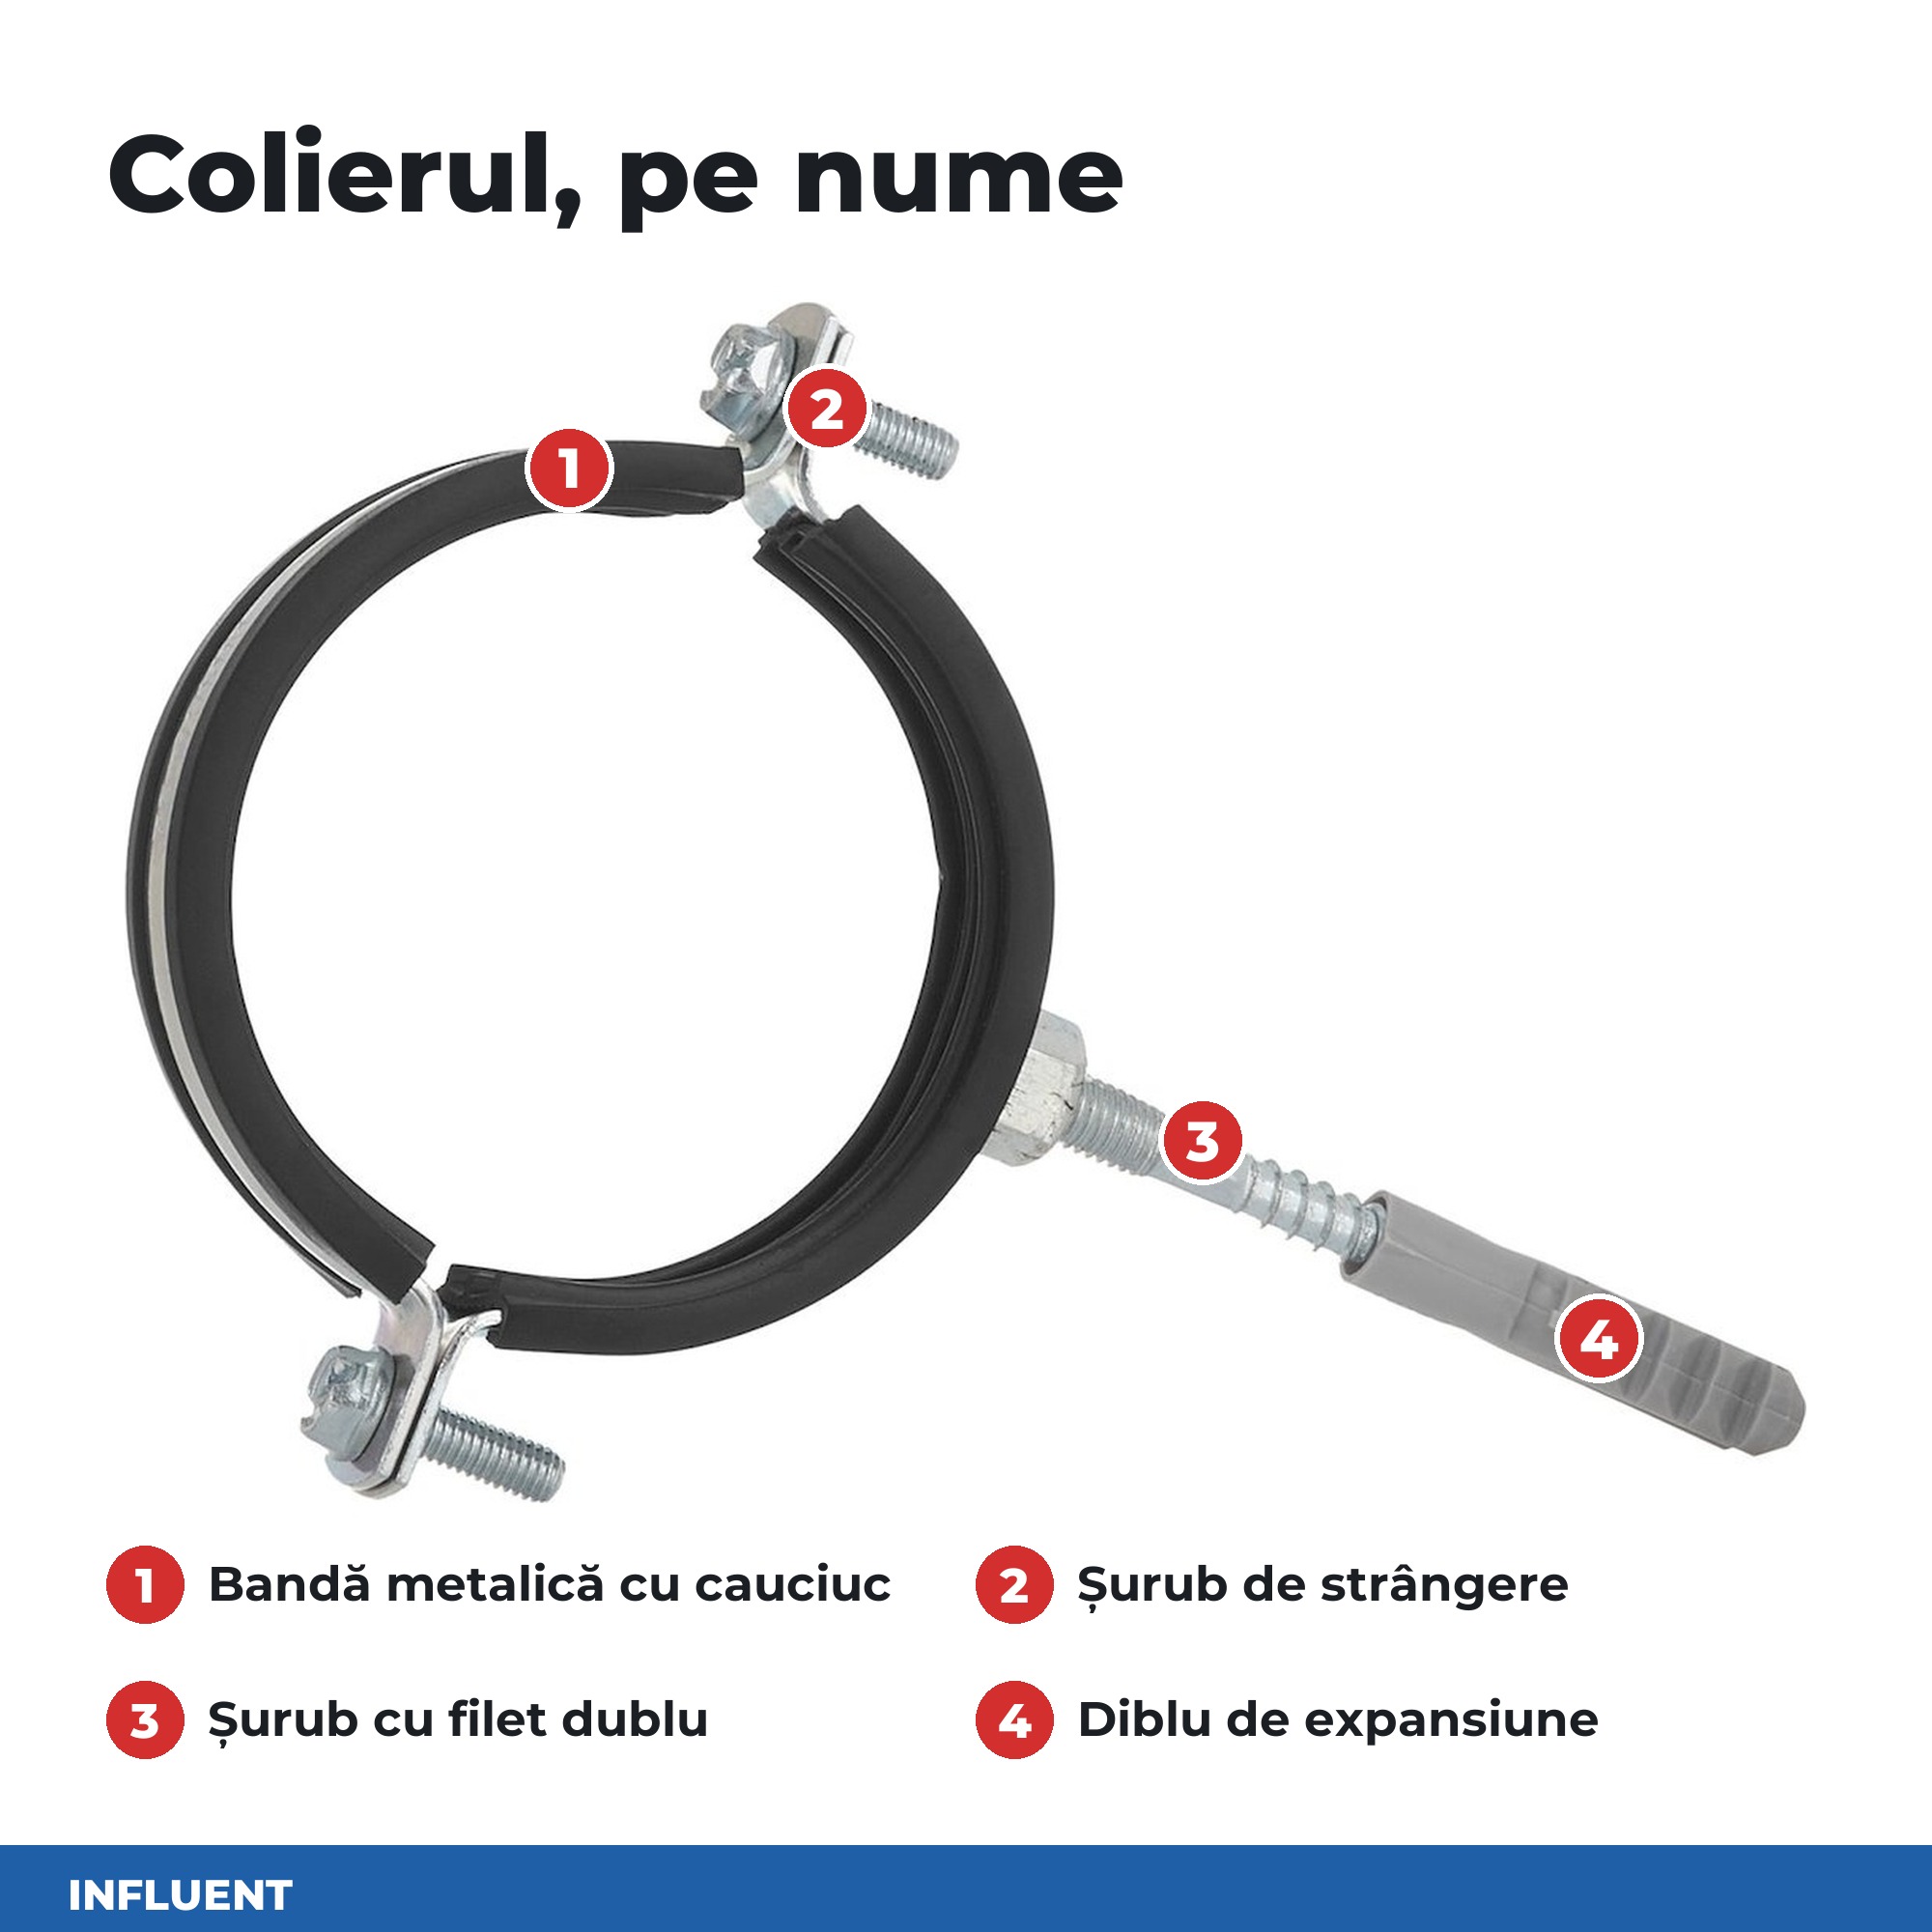 Colierul, pe nume
2
1
3
4
1 Bandă metalică cu cauciuc
2 Șurub de strângere
3 Șurub cu filet dublu
4 Diblu de expansiune
INFLUENT